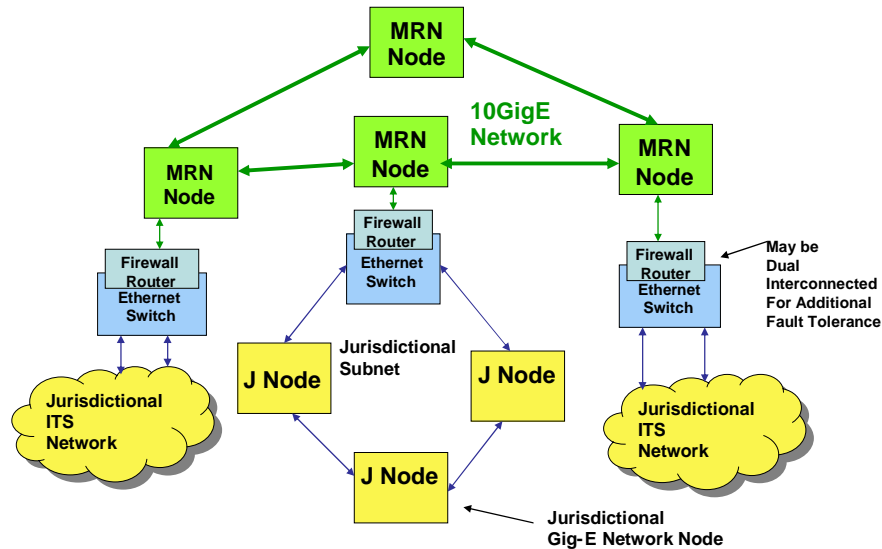 MRN
Node
10GigE
Network
MRN
Node
MRN
Node
MRN
Node
Firewall
Router
Ethernet
Switch
Firewall
Router
Ethernet
Switch
Firewall
Router
Ethernet
Switch
May be
Dual
Interconnected
For Additional
Fault Tolerance
Jurisdictional
ITS
Network
J Node
Jurisdictional
Subnet
J Node
J Node
Jurisdictional
ITS
Network
Jurisdictional
Gig-E Network Node